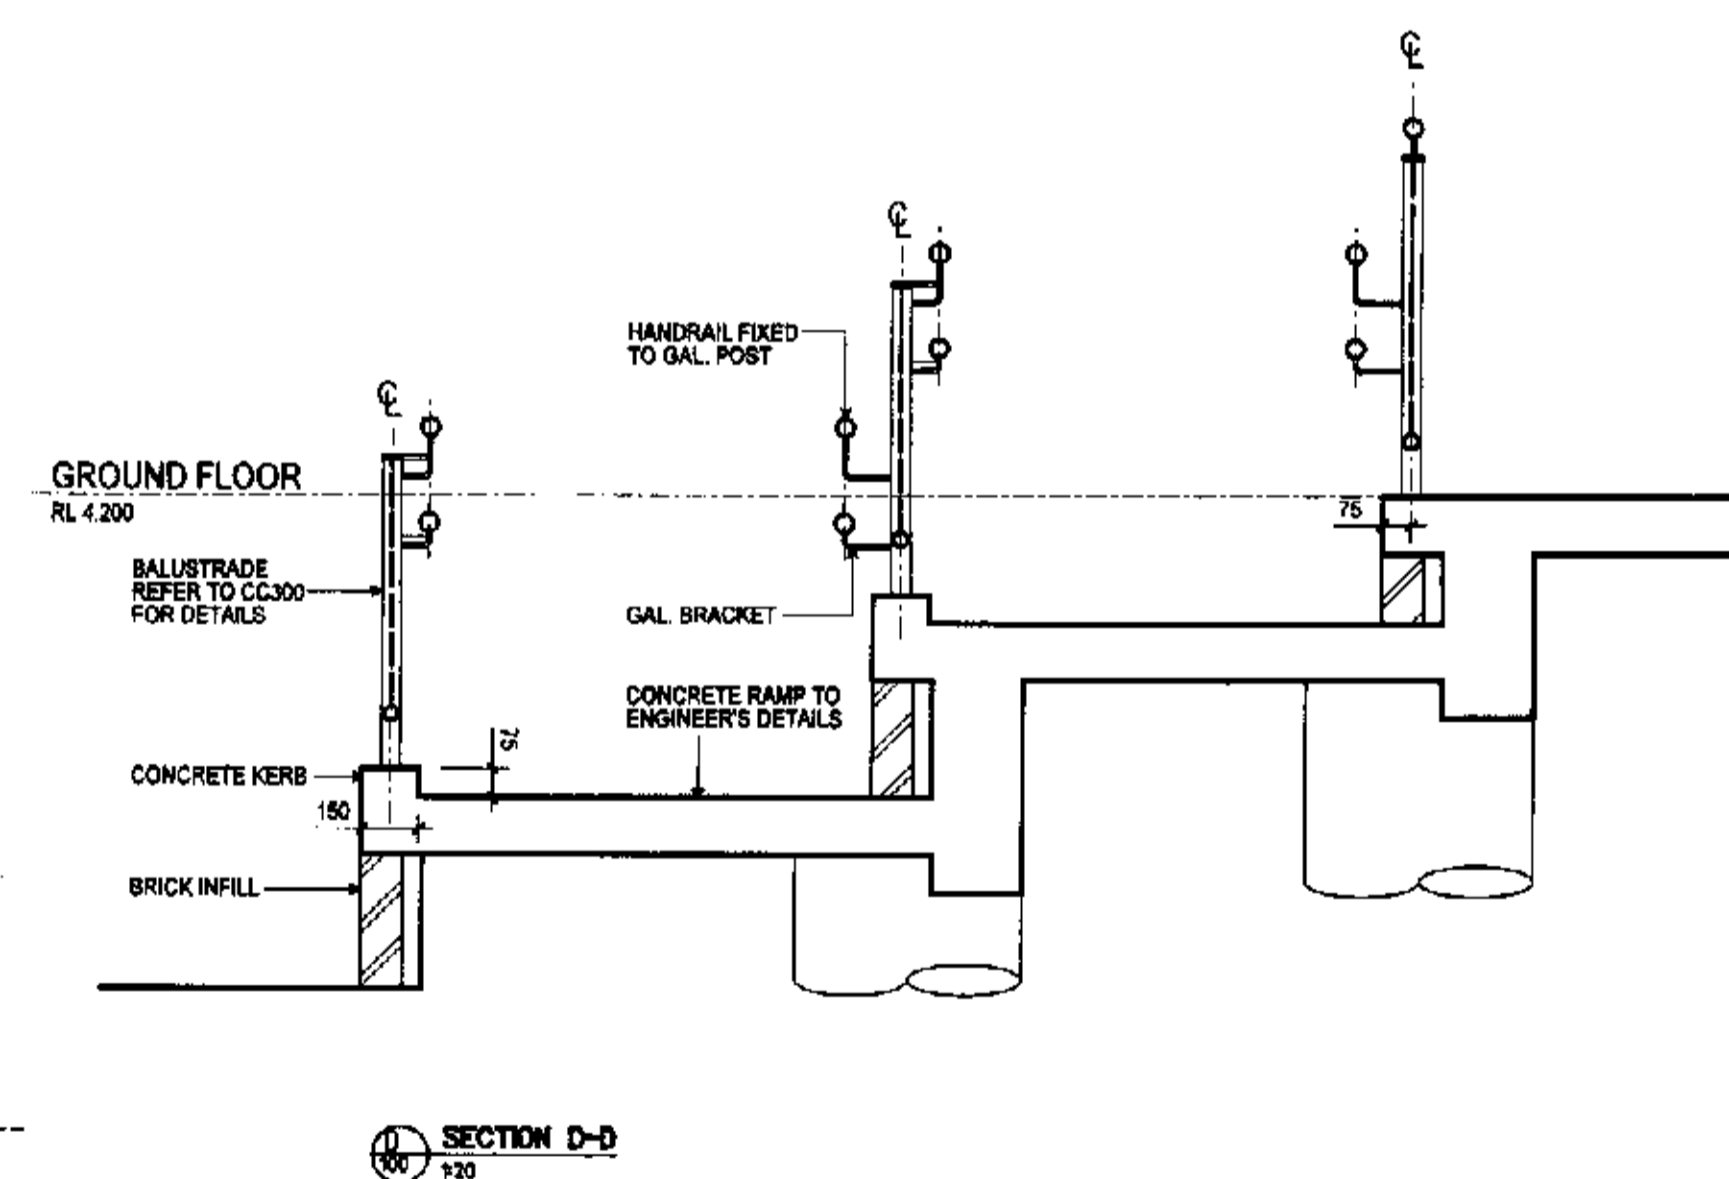 GROUND FLOOR
RL 4.200
HANDRAIL FIXED
TO GAL. POST
75
BALUSTRADE
REFER TO CC300
FOR DETAILS
GAL. BRACKET
CONCRETE RAMP TO
ENGINEER'S DETAILS
75
CONCRETE KERB
150
BRICK INFILL
D
100
SECTION D-D
1:20